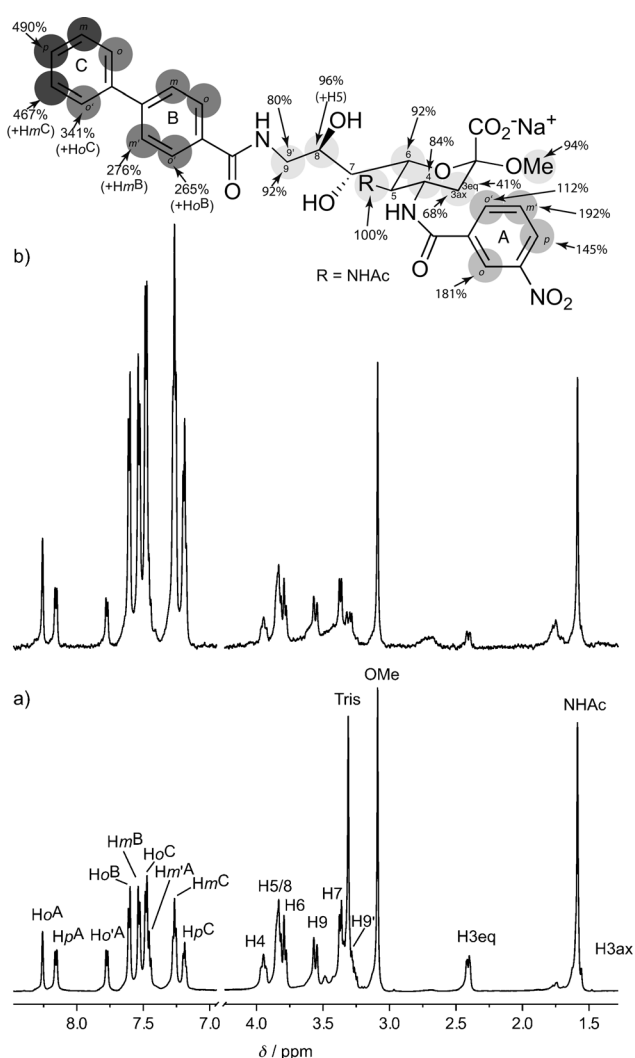 490%
p
m
o
C
o'
467%
(+HmC)
341%
(+HoC)
m
o
B
m'
o'
276%
(+HmB)
265%
(+HoB)
80%
96%
(+H5)
92%
84%
H
N
OH
9'
8
9
92%
O
HO
7
6
R
5
4
O
CO₂⁻Na⁺
OMe
94%
3eq
3ax
41%
112%
68%
100%
HN
O
o'
m'
192%
A
p
145%
o
181%
NO₂
R = NHAc
b)
a)
OMe
Tris
NHAc
HmB
HoC
HoB
Hm'A
HmC
HoA
HpA
Ho'A
HpC
H5/8
H6
H4
H9
H7
H9'
H3eq
H3ax
8.0 7.5 7.0 4.0 3.5 3.0 2.5 2.0 1.5
δ / ppm